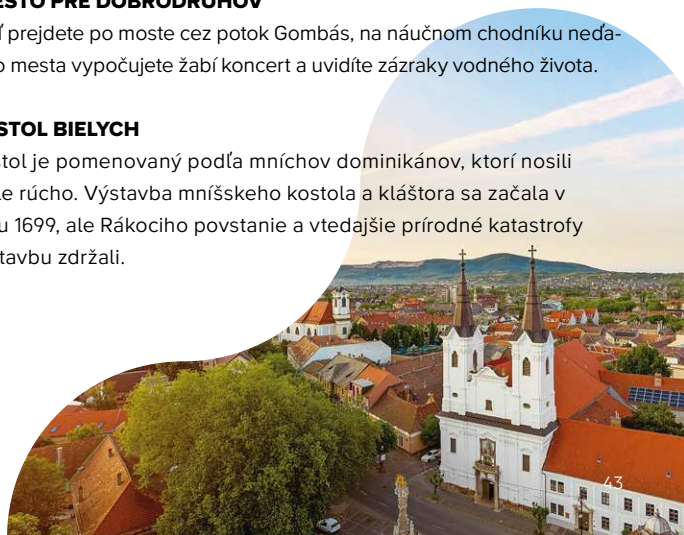 ESTO PRE DOBRODRUHOV
prejdete po moste cez potok Gombás, na náučnom chodníku neďa-
mesta vypočujete žabí koncert a uvidíte zázraky vodného života.
STOL BIELYCH
tol je pomenovaný podľa mníchov dominikánov, ktorí nosili
le rúcho. Výstavba mníšskeho kostola a kláštora sa začala v
u 1699, ale Rákociho povstanie a vtedajšie prírodné katastrofy
tavbu zdržali.
43